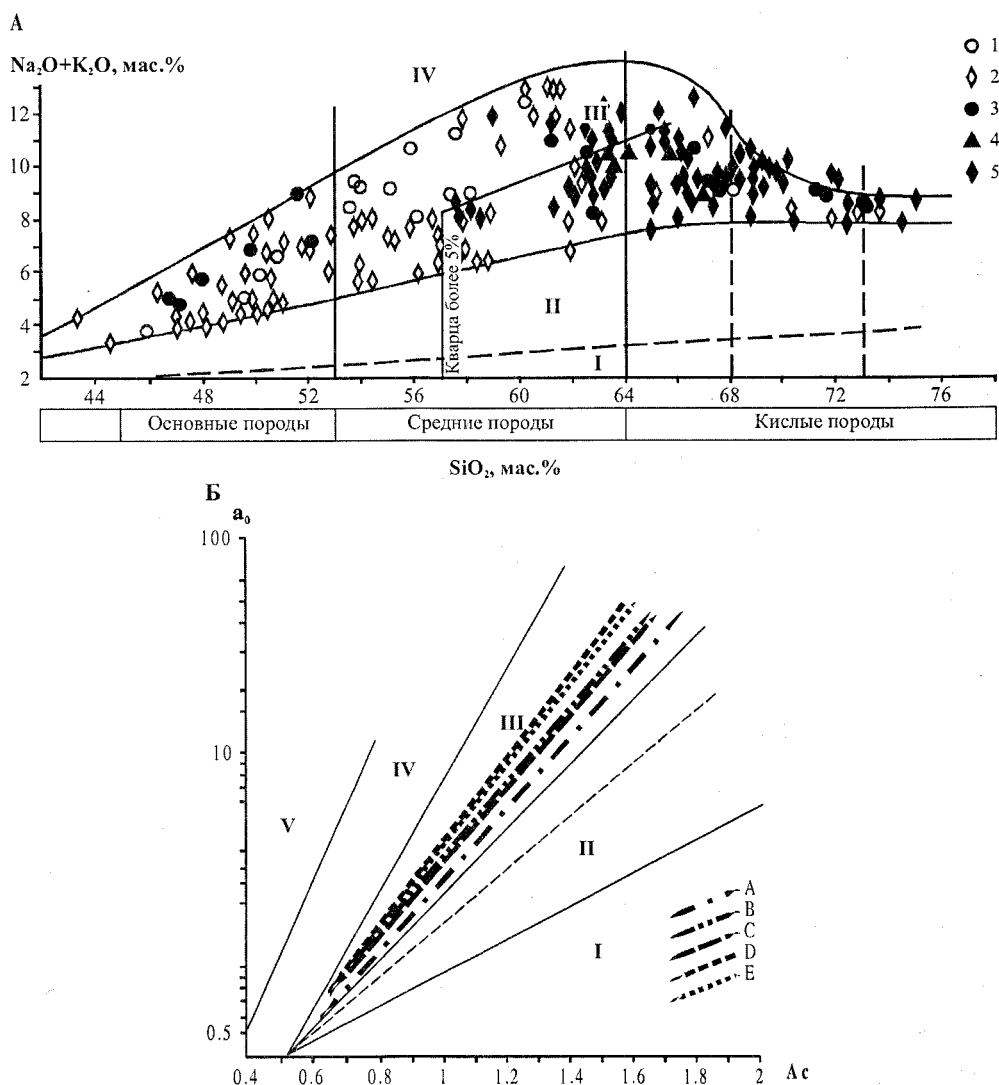 А
Na₂O+K₂O, мас.%
IV
III
II
I
Кварца более 5%
1
2
3
4
5
12
10
8
6
4
2
44
48
52
56
60
64
68
72
76
Основные породы
Средние породы
Кислые породы
SiO₂, мас.%
Б
a₀
100
10
0.5
V
IV
III
II
I
A
B
C
D
E
0.4
0.6
0.8
1
1.2
1.4
1.6
1.8
2
Ac